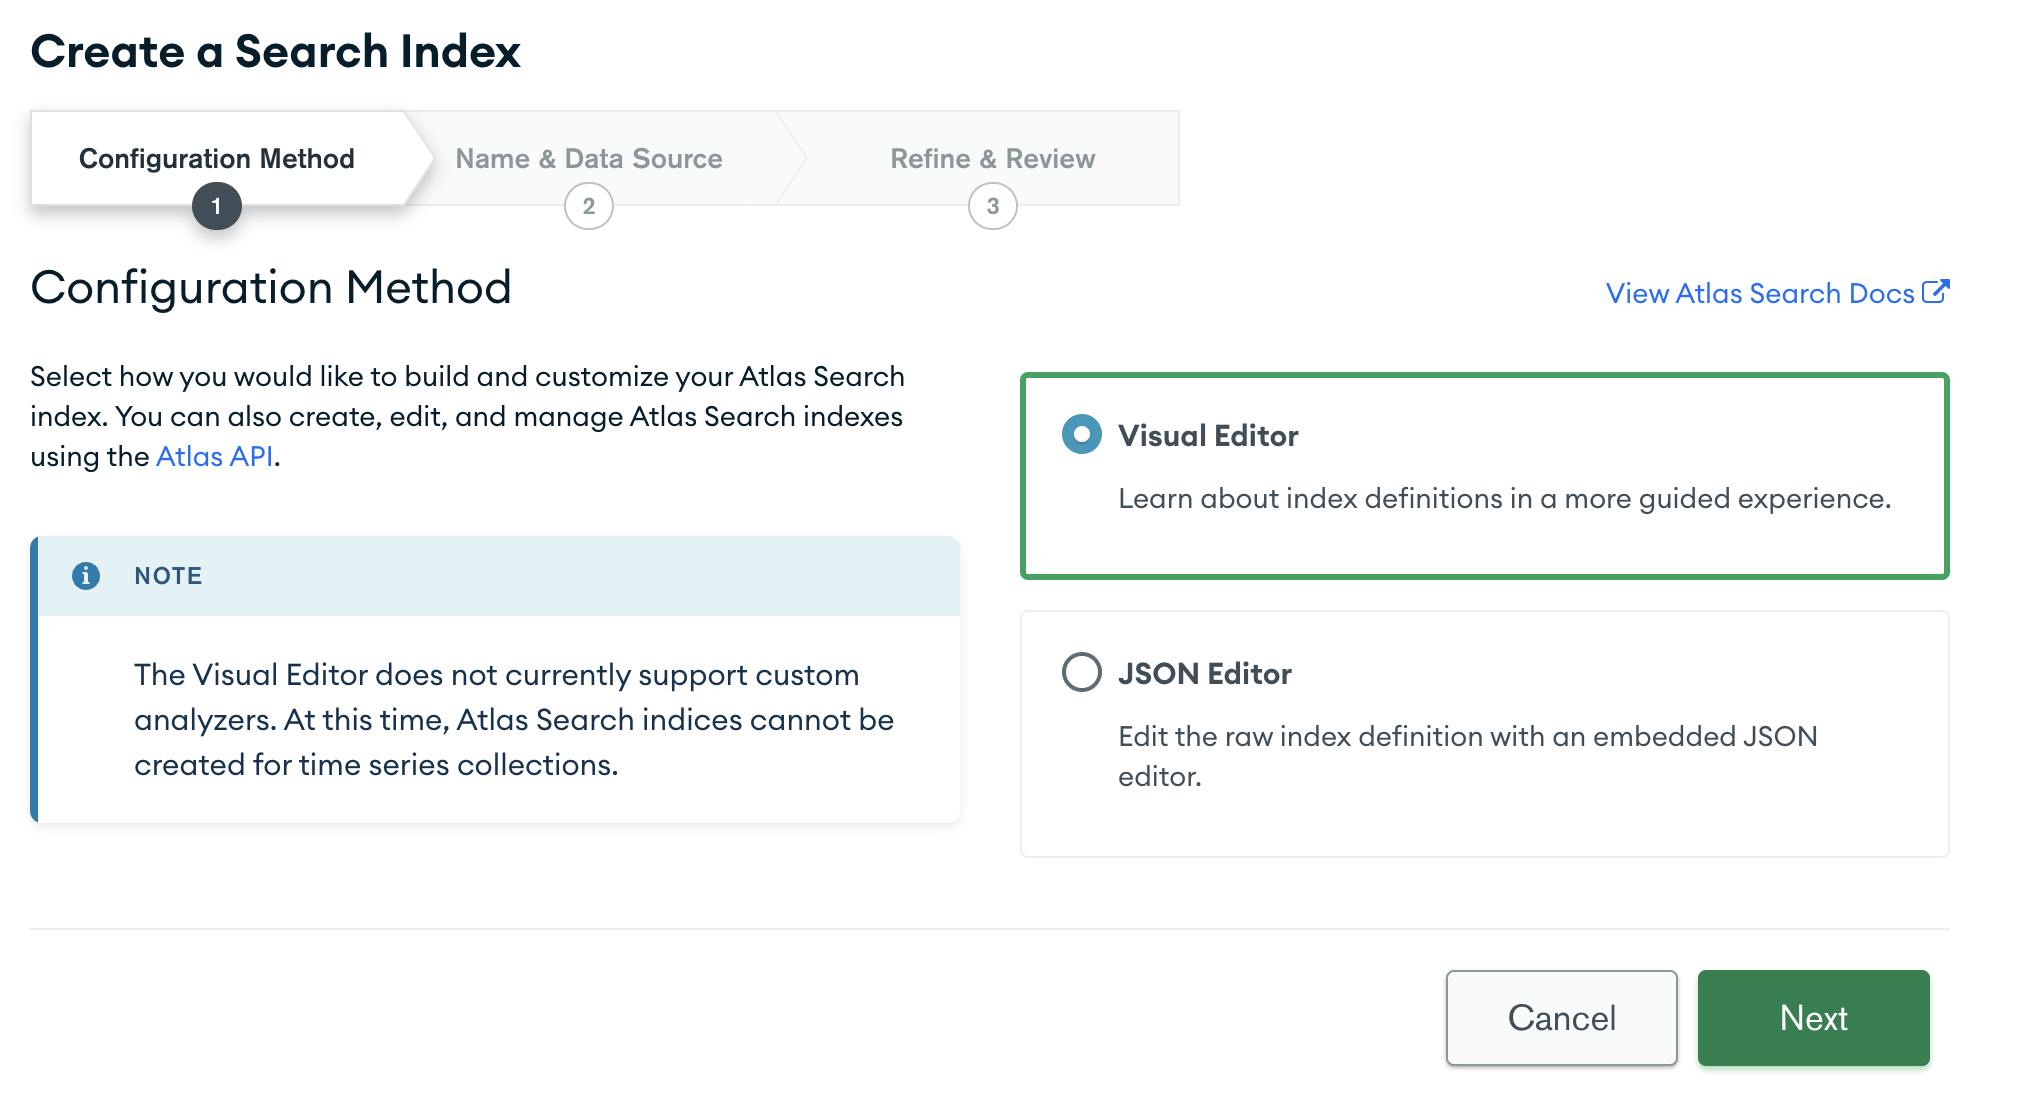 Create a Search Index
Configuration Method
Name & Data Source
Refine & Review
1
2
3
Configuration Method
View Atlas Search Docs
Select how you would like to build and customize your Atlas Search
index. You can also create, edit, and manage Atlas Search indexes
using the Atlas API.
NOTE
The Visual Editor does not currently support custom
analyzers. At this time, Atlas Search indices cannot be
created for time series collections.
Visual Editor
Learn about index definitions in a more guided experience.
JSON Editor
Edit the raw index definition with an embedded JSON
editor.
Cancel
Next